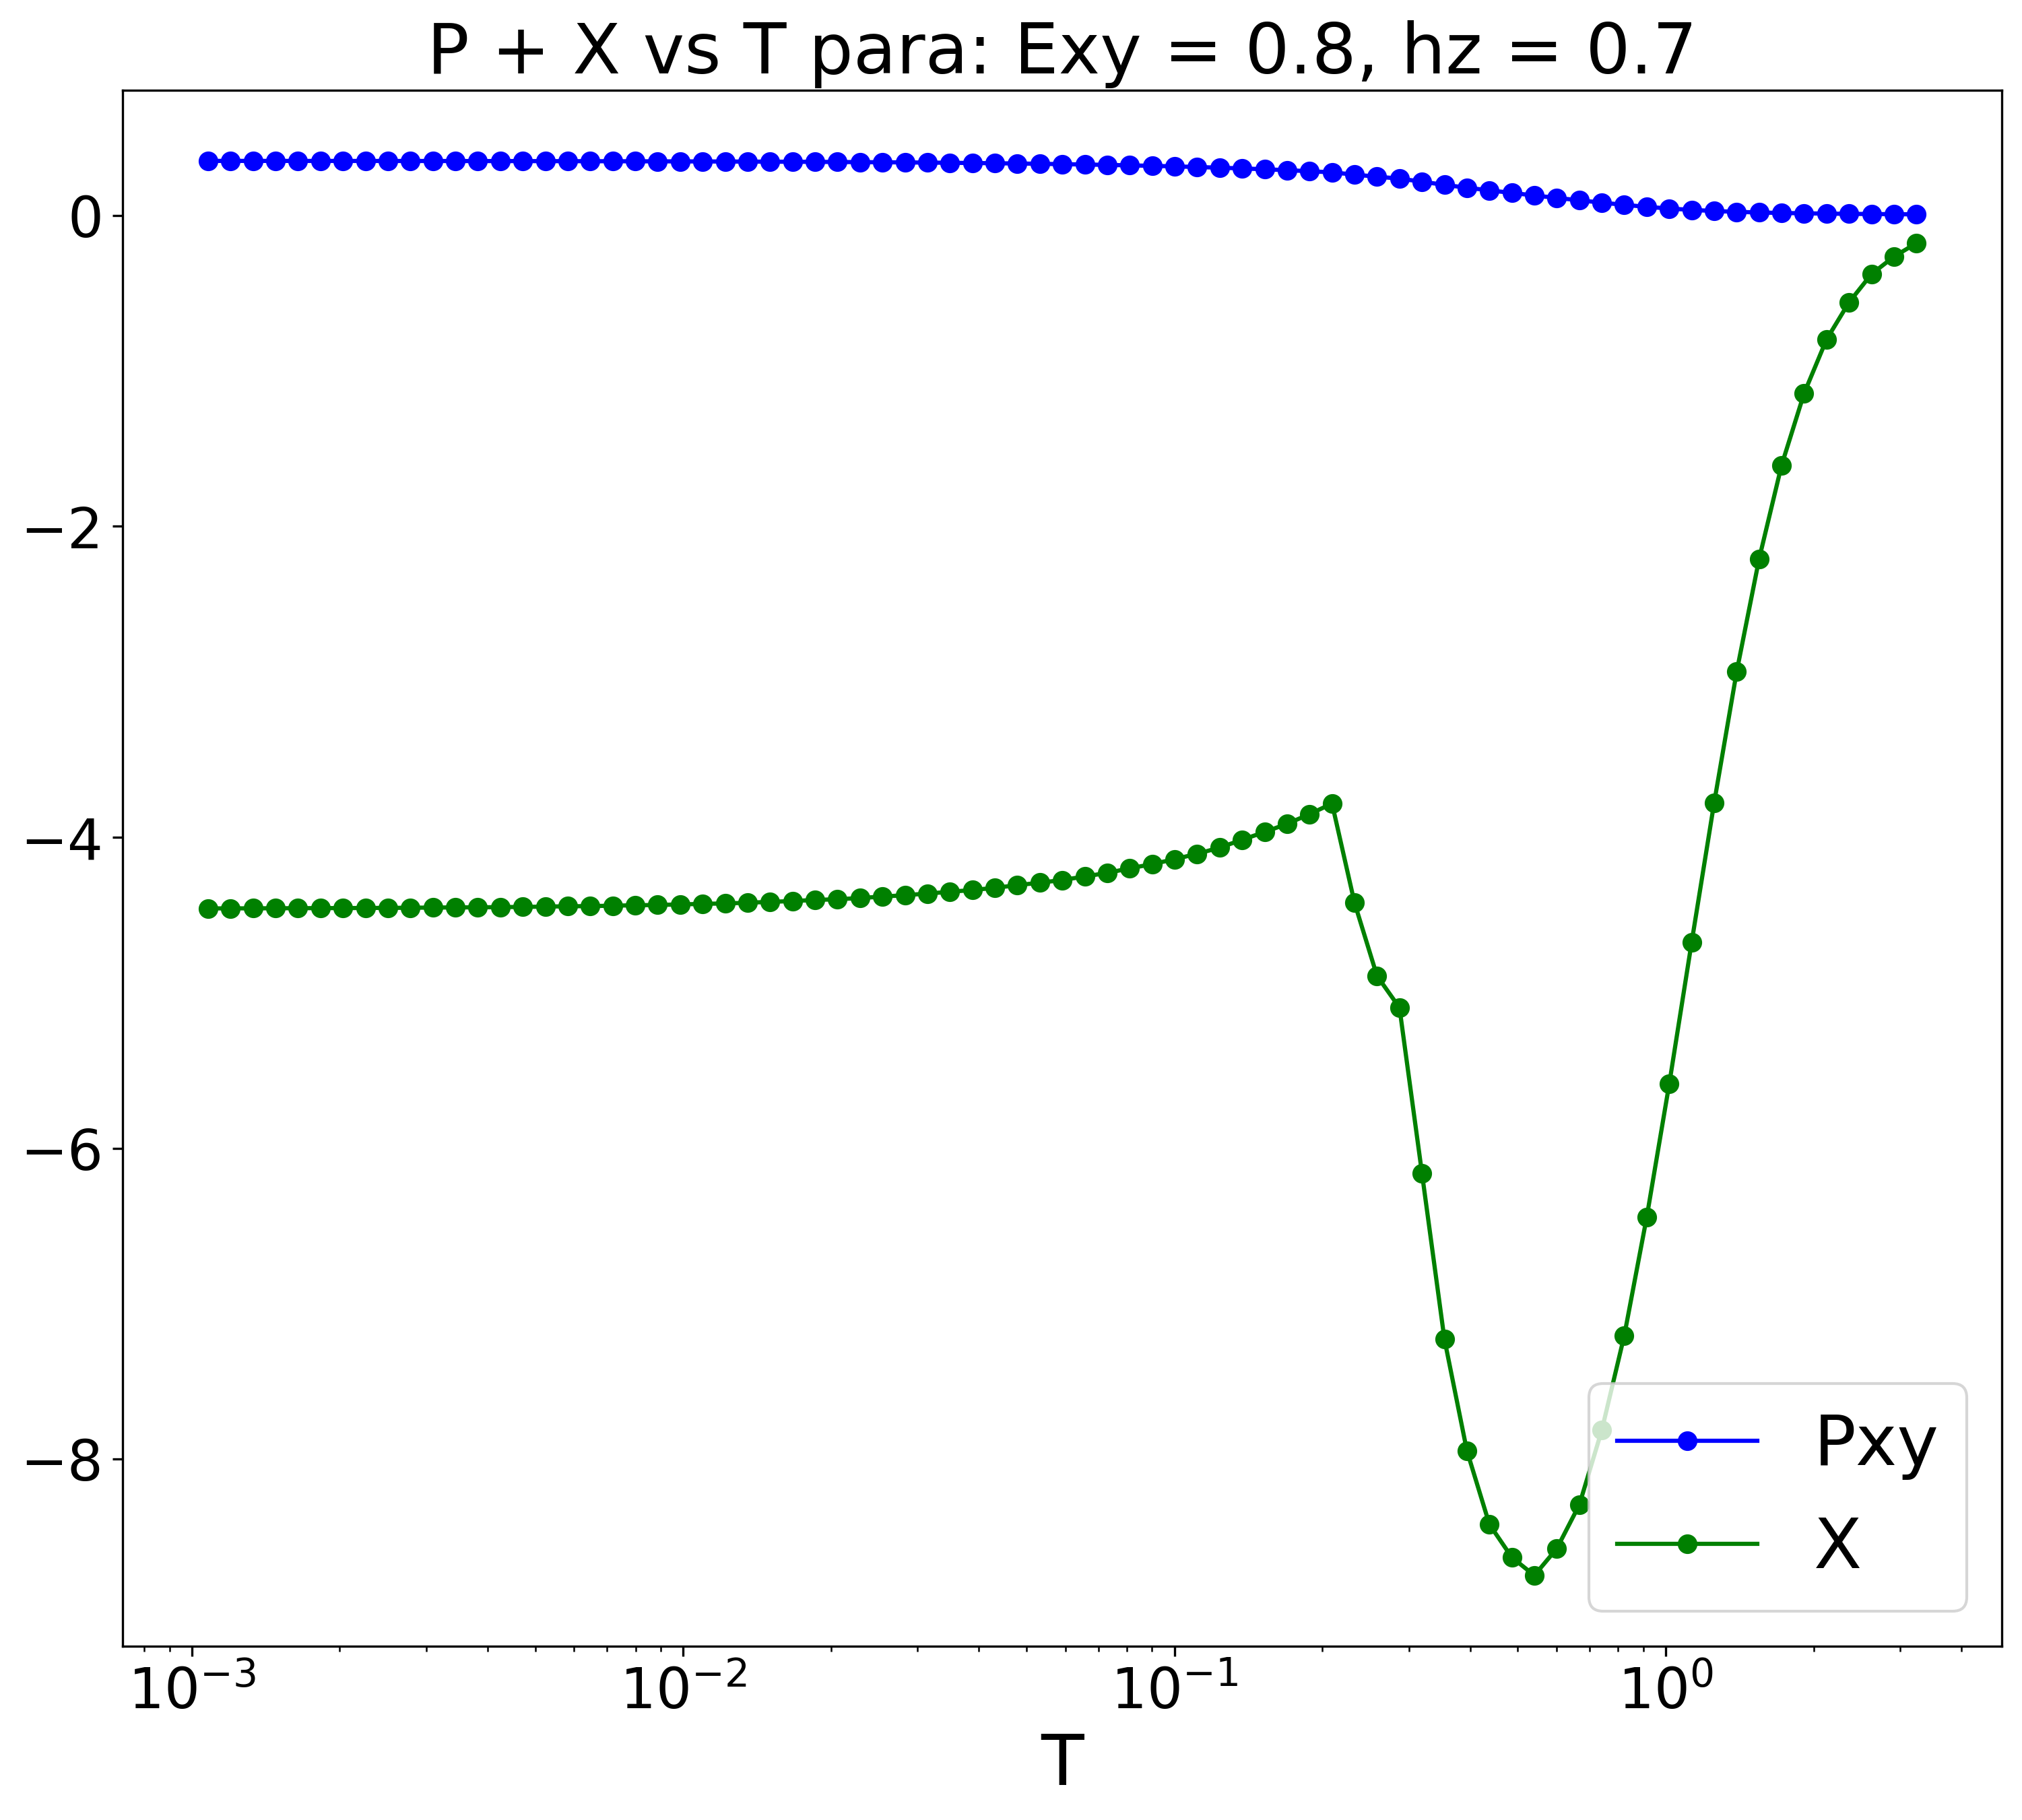 P + X vs T para: Exy = 0.8, hz = 0.7
0
−2
−4
−6
−8
10⁻³
10⁻²
10⁻¹
10⁰
T
Pxy
X